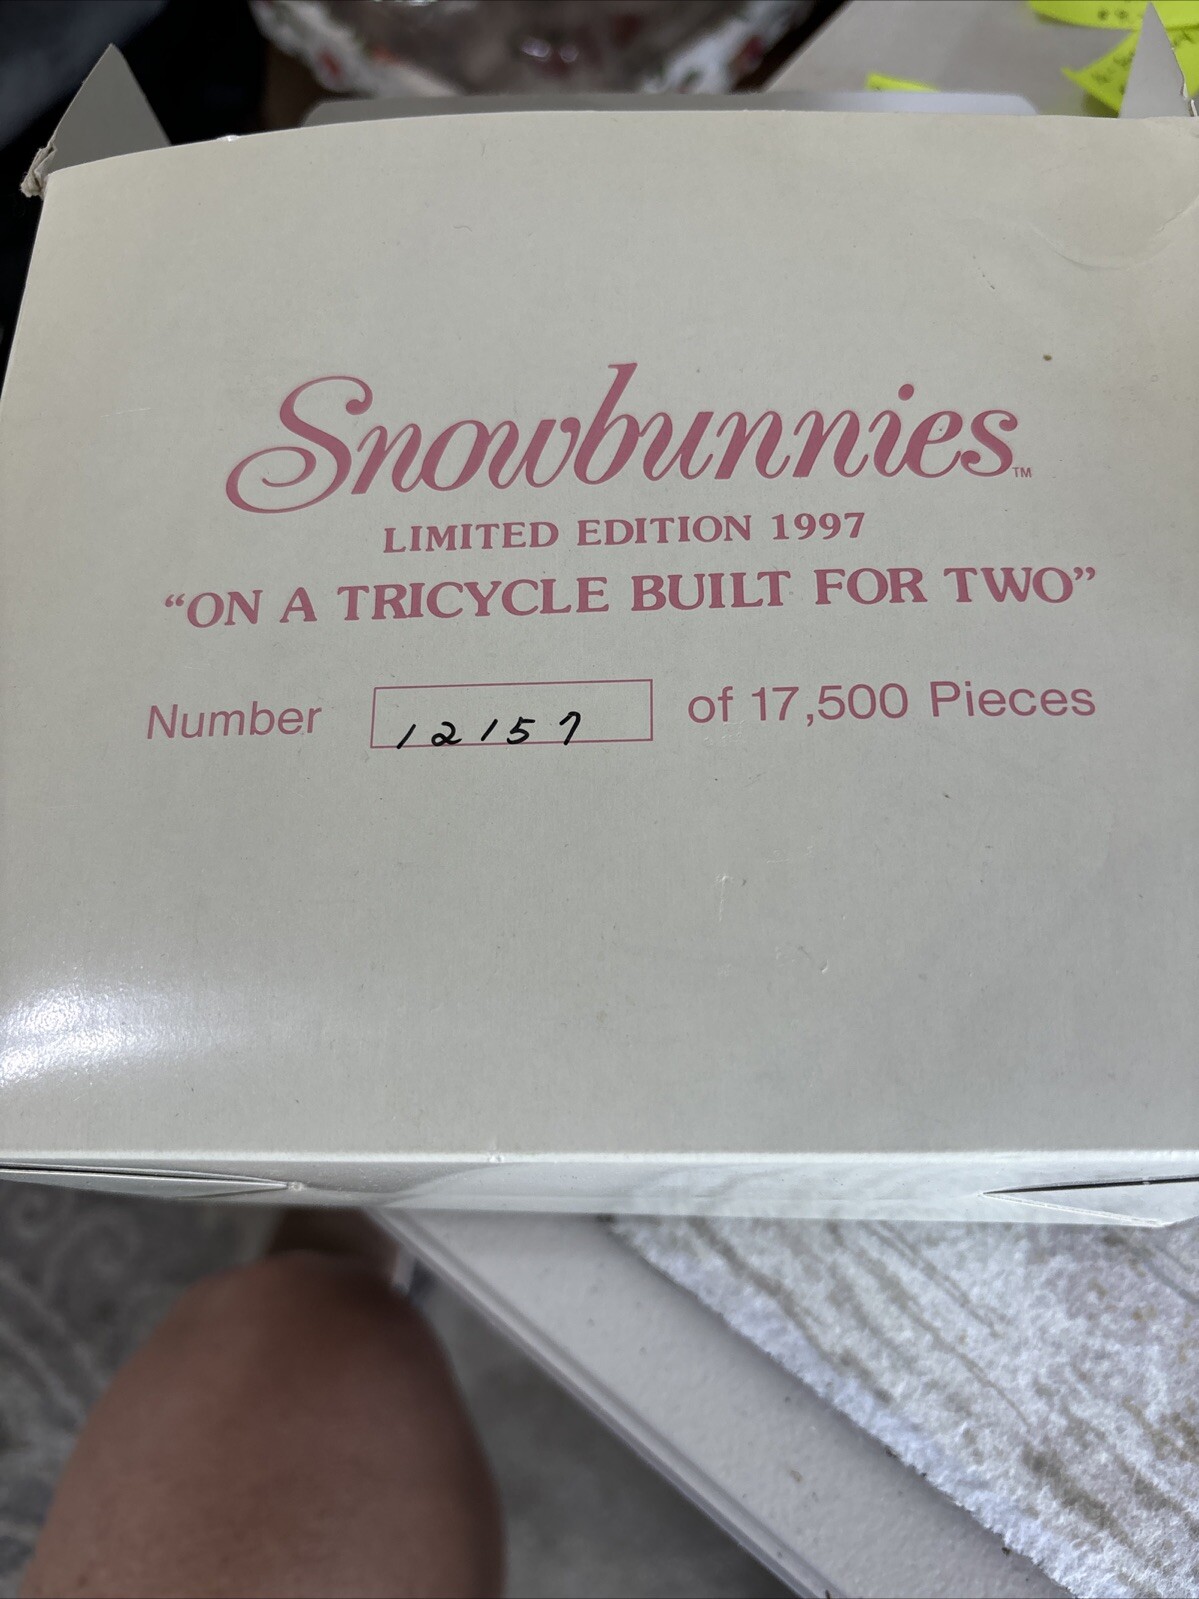 Snowbunnies™
LIMITED EDITION 1997
“ON A TRICYCLE BUILT FOR TWO”
Number 12157 of 17,500 Pieces